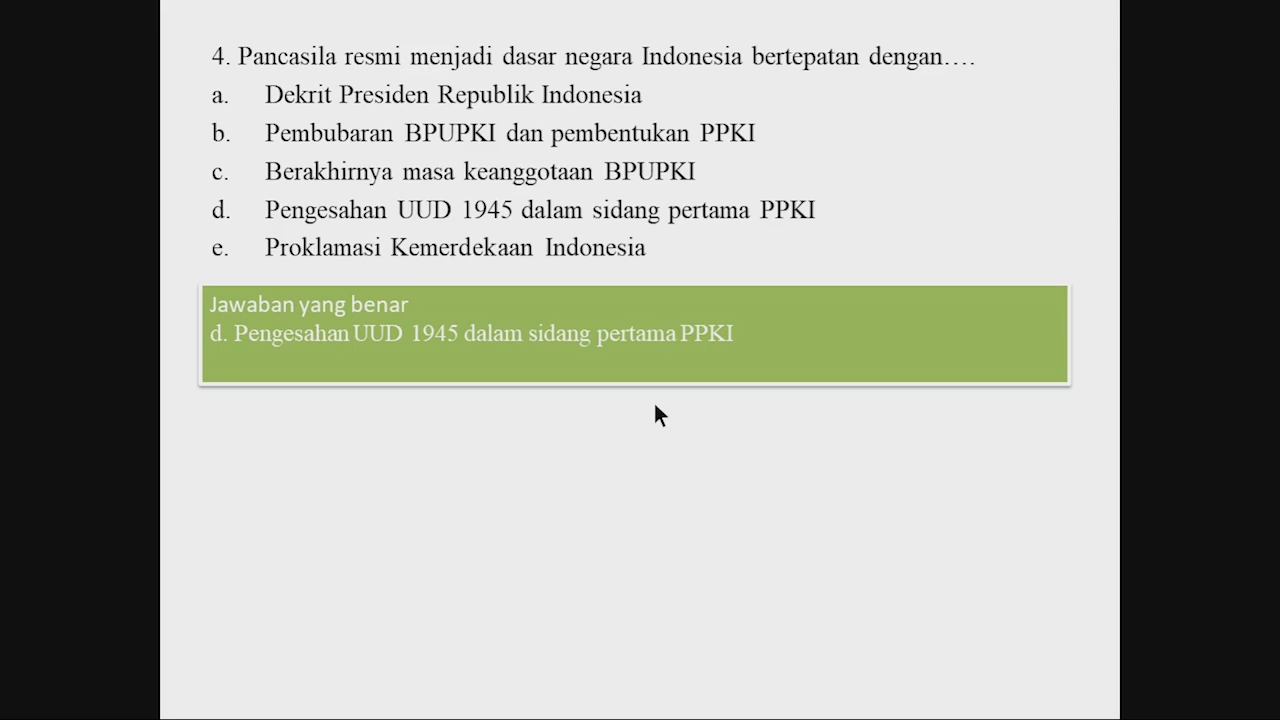 4. Pancasila resmi menjadi dasar negara Indonesia bertepatan dengan….
a. Dekrit Presiden Republik Indonesia
b. Pembubaran BPUPKI dan pembentukan PPKI
c. Berakhirnya masa keanggotaan BPUPKI
d. Pengesahan UUD 1945 dalam sidang pertama PPKI
e. Proklamasi Kemerdekaan Indonesia
Jawaban yang benar
d. Pengesahan UUD 1945 dalam sidang pertama PPKI